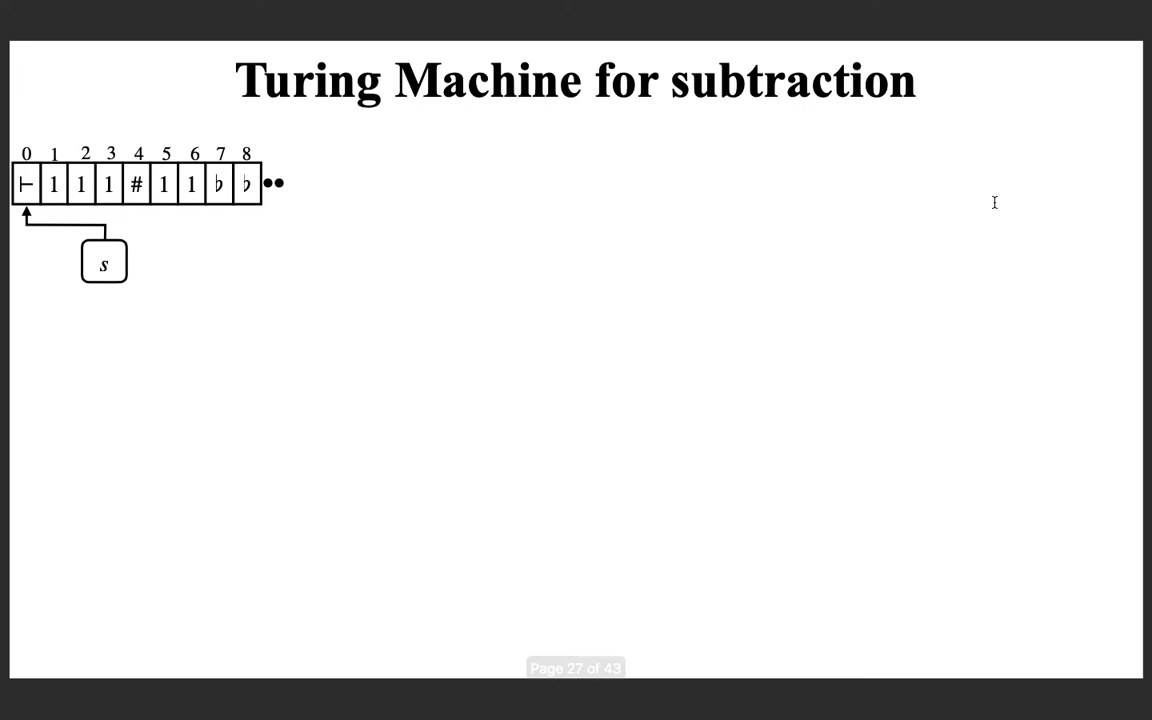 Turing Machine for subtraction
0 1 2 3 4 5 6 7 8
⊢ 1 1 1 # 1 1 ♭ ♭ ••
s
Page 27 of 43